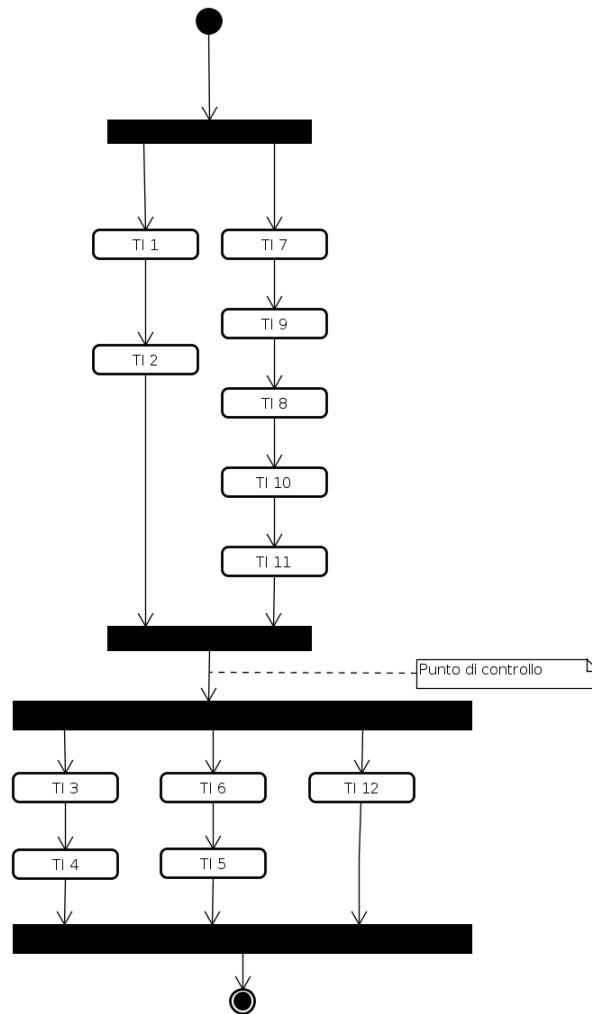 TI 1
TI 7
TI 9
TI 2
TI 8
TI 10
TI 11
Punto di controllo
TI 3
TI 6
TI 12
TI 4
TI 5